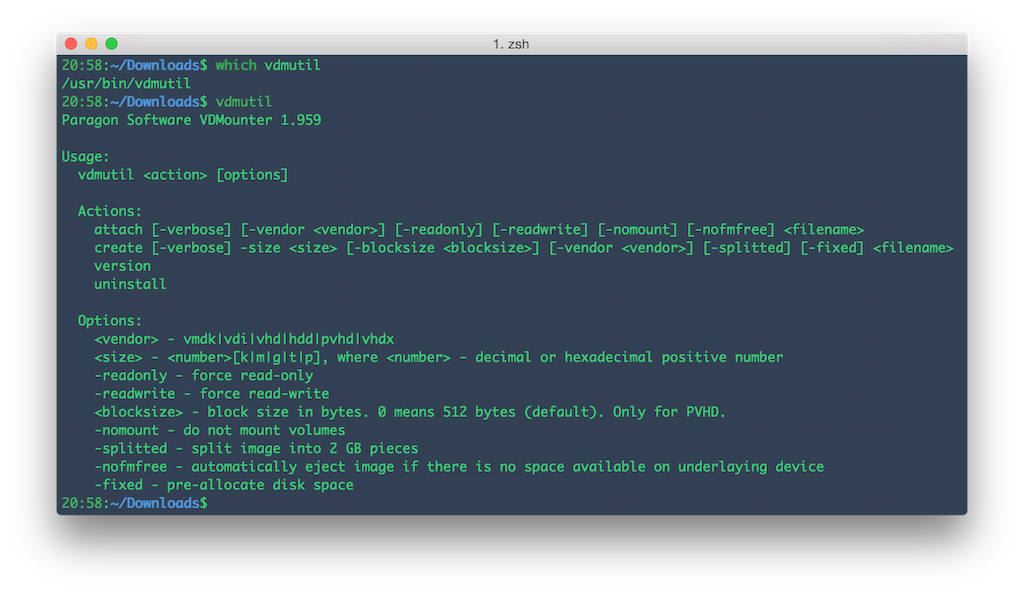 1. zsh
20:58:~/Downloads$ which vdmutil
/usr/bin/vdmutil
20:58:~/Downloads$ vdmutil
Paragon Software VDMounter 1.959
Usage:
vdmutil <action> [options]
Actions:
attach [-verbose] [-vendor <vendor>] [-readonly] [-readwrite] [-nomount] [-nofmfree] <filename>
create [-verbose] -size <size> [-blocksize <blocksize>] [-vendor <vendor>] [-splitted] [-fixed] <filename>
version
uninstall
Options:
<vendor> - vmdk|vdi|vhd|hdd|pvhd|vhdx
<size> - <number>[k|m|g|t|p], where <number> - decimal or hexadecimal positive number
-readonly - force read-only
-readwrite - force read-write
<blocksize> - block size in bytes. 0 means 512 bytes (default). Only for PVHD.
-nomount - do not mount volumes
-splitted - split image into 2 GB pieces
-nofmfree - automatically eject image if there is no space available on underlaying device
-fixed - pre-allocate disk space
20:58:~/Downloads$